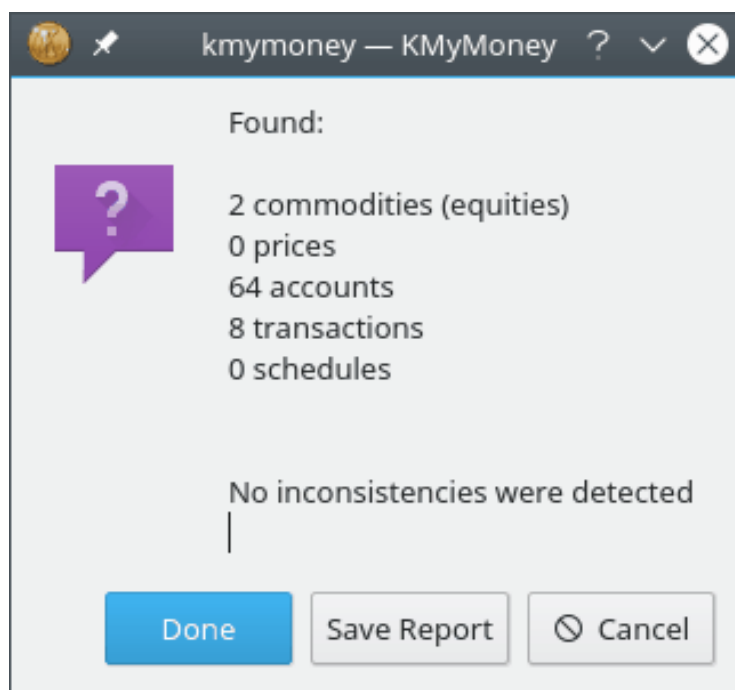 kmymoney — KMyMoney
Found:
2 commodities (equities)
0 prices
64 accounts
8 transactions
0 schedules
No inconsistencies were detected
Done
Save Report
Cancel